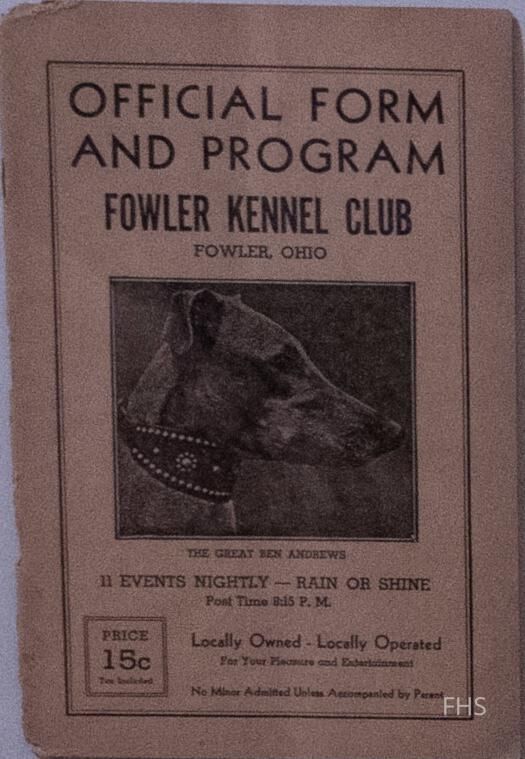 OFFICIAL FORM
AND PROGRAM
FOWLER KENNEL CLUB
FOWLER, OHIO
THE GREAT BEN ANDREWS
11 EVENTS NIGHTLY — RAIN OR SHINE
Post Time 8:15 P. M.
PRICE
15c
Tax Included
Locally Owned - Locally Operated
For Your Pleasure and Entertainment
No Minor Admitted Unless Accompanied by Parent
FHS